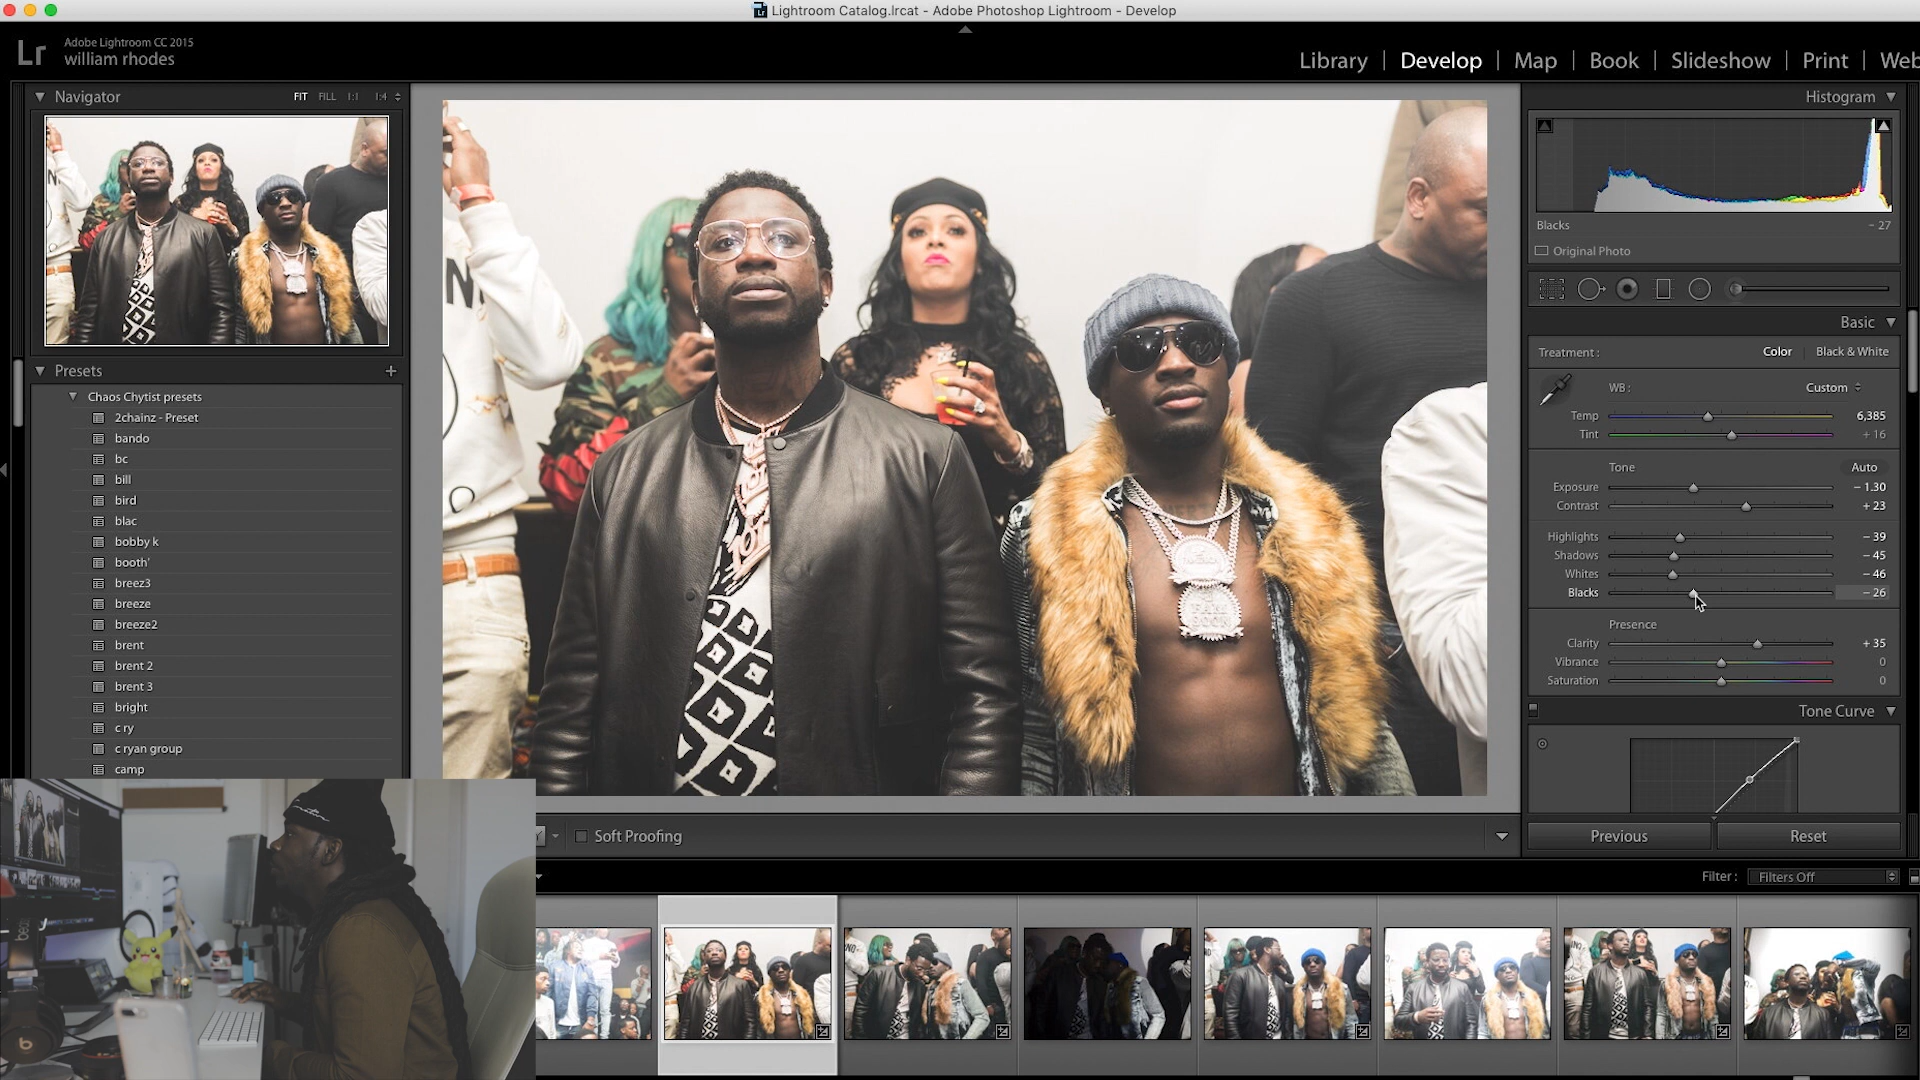 Lightroom Catalog.lrcat - Adobe Photoshop Lightroom - Develop
Lr
Adobe Lightroom CC 2015
william rhodes
Library | Develop | Map | Book | Slideshow | Print | Web
Navigator
FIT FILL 1:1 1:4
Presets +
Chaos Chytist presets
2chainz - Preset
bando
bc
bill
bird
blac
bobby k
booth'
breez3
breeze
breeze2
brent
brent 2
brent 3
bright
c ry
c ryan group
camp
Histogram
Blacks - 27
Original Photo
Basic
Treatment : Color Black & White
WB : Custom
Temp 6,385
Tint + 16
Tone Auto
Exposure - 1.30
Contrast + 23
Highlights - 39
Shadows - 45
Whites - 46
Blacks - 26
Presence
Clarity + 35
Vibrance 0
Saturation 0
Tone Curve
Previous Reset
Soft Proofing
Filter : Filters Off